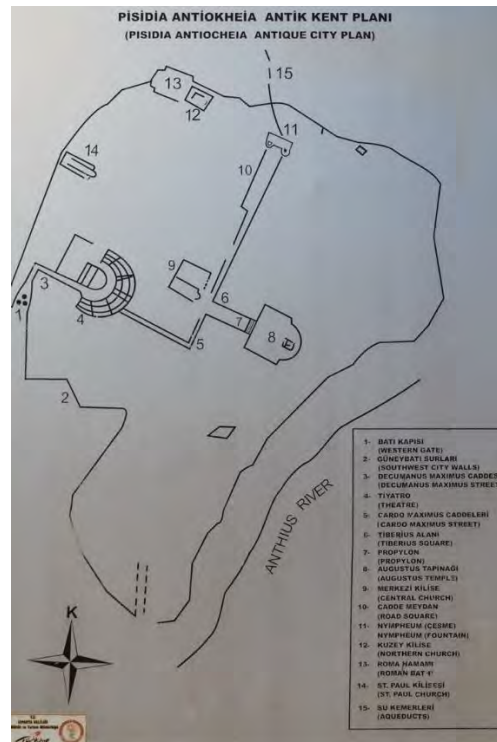 PİSİDİA ANTİOKHEİA ANTİK KENT PLANI
(PISIDIA ANTIOCHEIA ANTIQUE CITY PLAN)
15
13
12
11
14
10
9
3
6
1
4
7
8
5
2
ANTHIUS RIVER
K
1- BATI KAPISI
(WESTERN GATE)
2- GÜNEYBATI SURLARI
(SOUTHWEST CITY WALLS)
3- DECUMANUS MAXIMUS CADDES
(DECUMANUS MAXIMUS STREET
4- TİYATRO
(THEATRE)
5- CARDO MAXIMUS CADDELERİ
(CARDO MAXIMUS STREET)
6- TİBERİUS ALANI
(TIBERIUS SQUARE)
7- PROPYLON
(PROPYLON)
8- AUGUSTUS TAPINAĞI
(AUGUSTUS TEMPLE)
9- MERKEZİ KİLİSE
(CENTRAL CHURCH)
10- CADDE MEYDAN
(ROAD SQUARE)
11- NYMPHEUM (ÇEŞME)
NYMPHEUM (FOUNTAIN)
12- KUZEY KİLİSE
(NORTHERN CHURCH)
13- ROMA HAMAMI
(ROMAN BAT
14- ST. PAUL KİLİSESİ
(ST. PAUL CHURCH)
15- SU KEMERLERİ
(AQUEDUCTS)